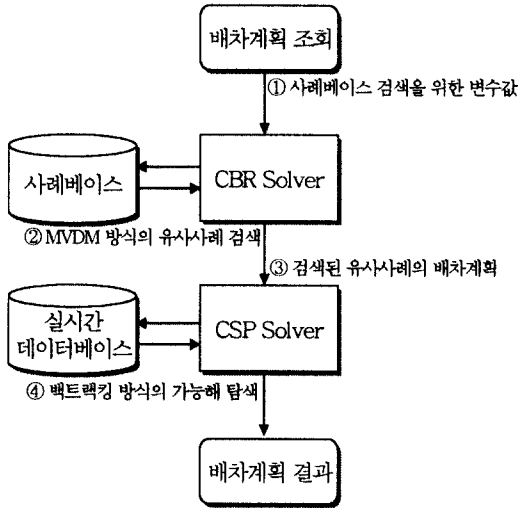 배차계획 조회
① 사례베이스 검색을 위한 변수값
사례베이스
CBR Solver
② MVDM 방식의 유사사례 검색
③ 검색된 유사사례의 배차계획
실시간
데이터베이스
CSP Solver
④ 백트랙킹 방식의 가능해 탐색
배차계획 결과